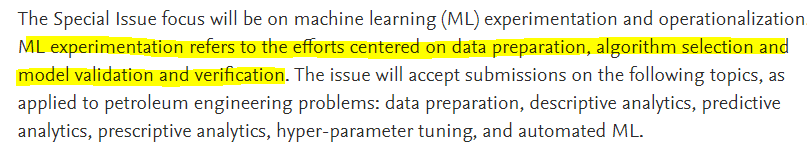 The Special Issue focus will be on machine learning (ML) experimentation and operationalization
ML experimentation refers to the efforts centered on data preparation, algorithm selection and
model validation and verification. The issue will accept submissions on the following topics, as
applied to petroleum engineering problems: data preparation, descriptive analytics, predictive
analytics, prescriptive analytics, hyper-parameter tuning, and automated ML.